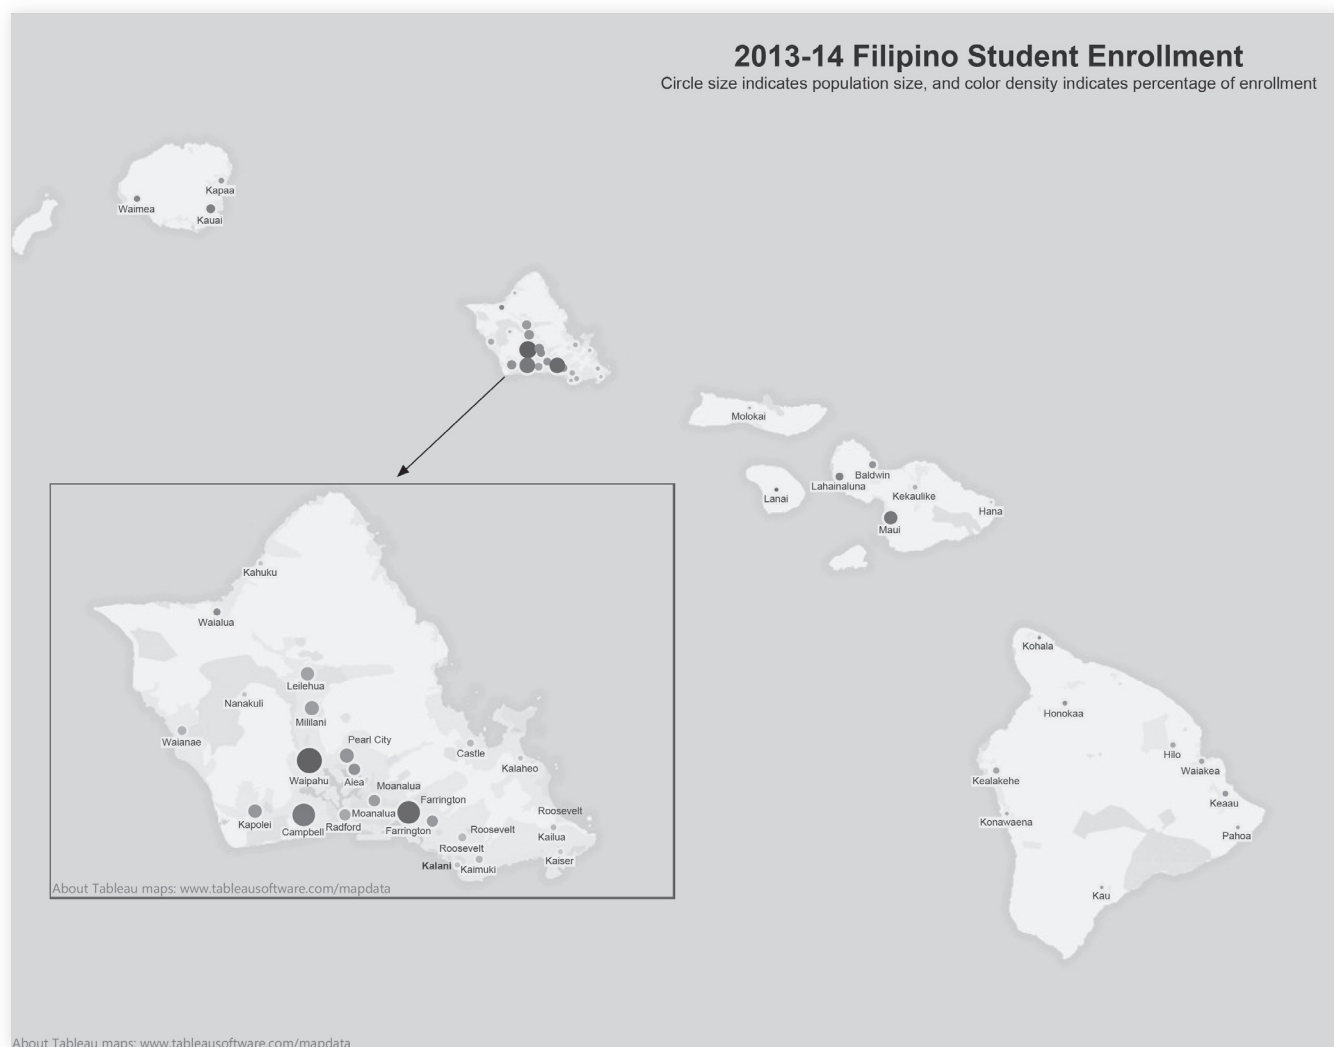 2013-14 Filipino Student Enrollment
Circle size indicates population size, and color density indicates percentage of enrollment
Kapaa
Waimea
Kauai
Molokai
Baldwin
Lahainaluna
Kekaulike
Lanai
Hana
Maui
Kahuku
Waialua
Leilehua
Nanakuli
Mililani
Waianae
Pearl City
Castle
Kalaheo
Waipahu
Aiea
Moanalua
Farrington
Roosevelt
Moanalua
Kapolei
Campbell
Radford
Farrington
Roosevelt
Kailua
Roosevelt
Kaiser
Kalani
Kaimuki
About Tableau maps: www.tableausoftware.com/mapdata
Kohala
Honokaa
Hilo
Waiakea
Kealakehe
Keaau
Konawaena
Pahoa
Kau
About Tableau maps: www.tableausoftware.com/mapdata